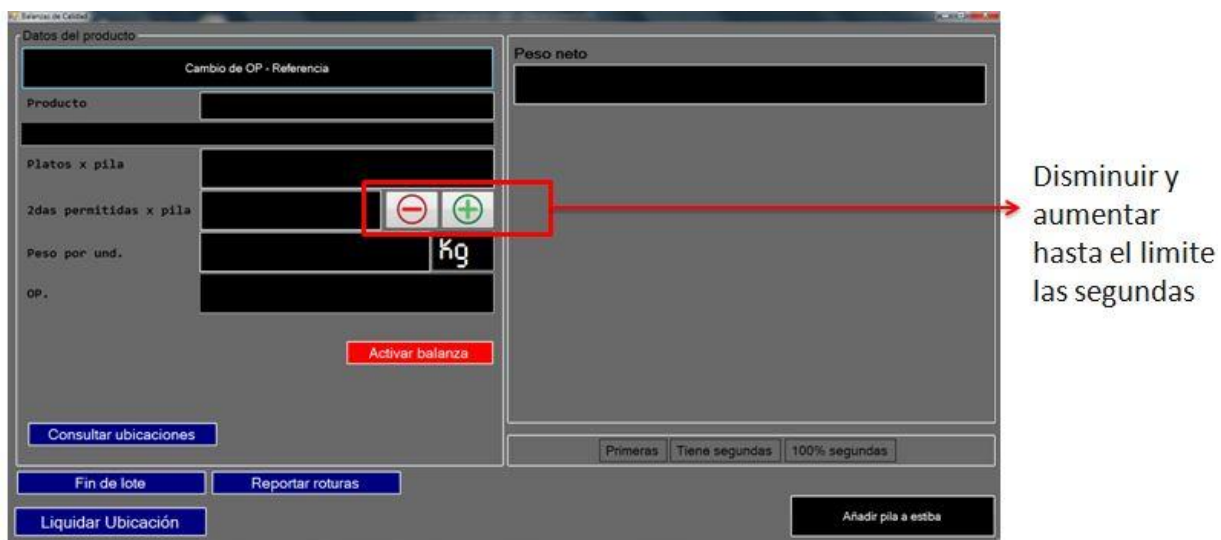 Balanzas de Calidad
Datos del producto
Cambio de OP - Referencia
Producto
Platos x pila
2das permitidas x pila
Peso por und.
Kg
OP.
Activar balanza
Consultar ubicaciones
Fin de lote
Reportar roturas
Liquidar Ubicación
Peso neto
Primeras
Tiene segundas
100% segundas
Añadir pila a estiba
Disminuir y
aumentar
hasta el limite
las segundas